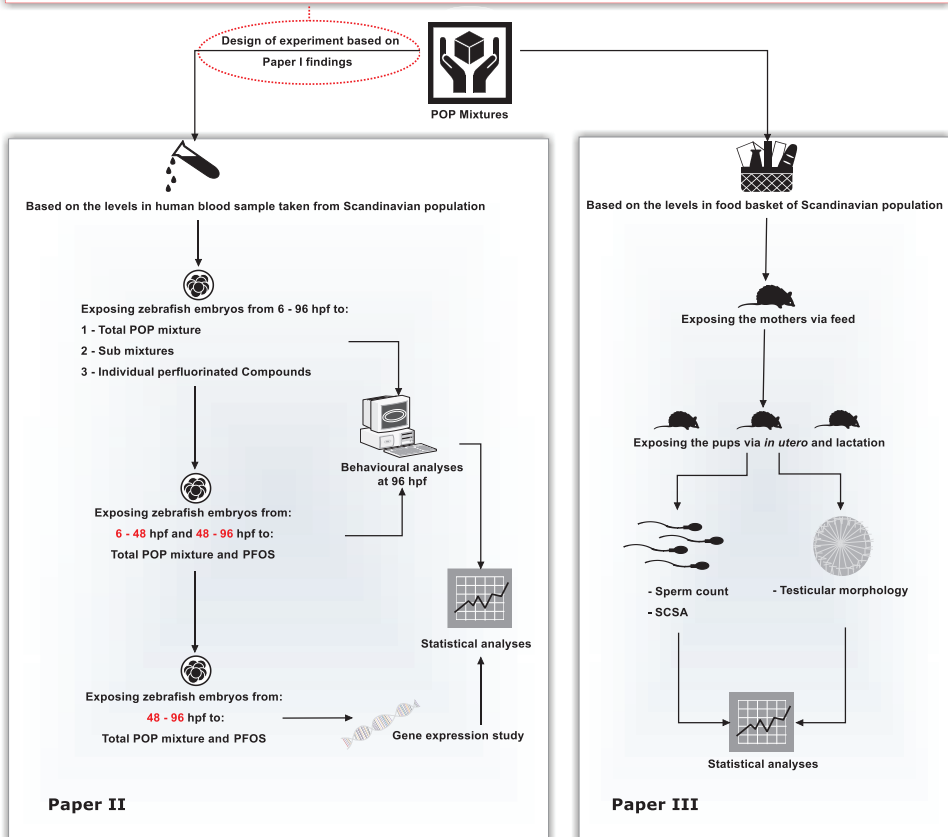 Design of experiment based on
Paper I findings
POP Mixtures
Based on the levels in human blood sample taken from Scandinavian population
Exposing zebrafish embryos from 6 - 96 hpf to:
1 - Total POP mixture
2 - Sub mixtures
3 - Individual perfluorinated Compounds
Behavioural analyses
at 96 hpf
Exposing zebrafish embryos from:
6 - 48 hpf and 48 - 96 hpf to:
Total POP mixture and PFOS
Statistical analyses
Exposing zebrafish embryos from:
48 - 96 hpf to:
Total POP mixture and PFOS
Gene expression study
Paper II
Based on the levels in food basket of Scandinavian population
Exposing the mothers via feed
Exposing the pups via in utero and lactation
- Sperm count
- SCSA
- Testicular morphology
Statistical analyses
Paper III